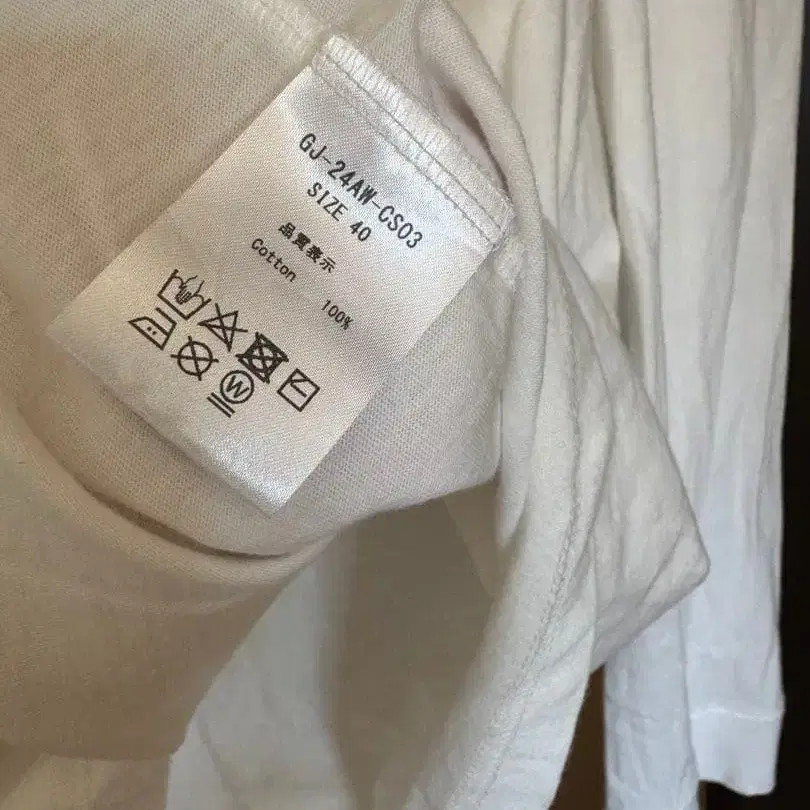 GJ-24AW-CS03
SIZE 40
品質表示
Cotton 100%
W